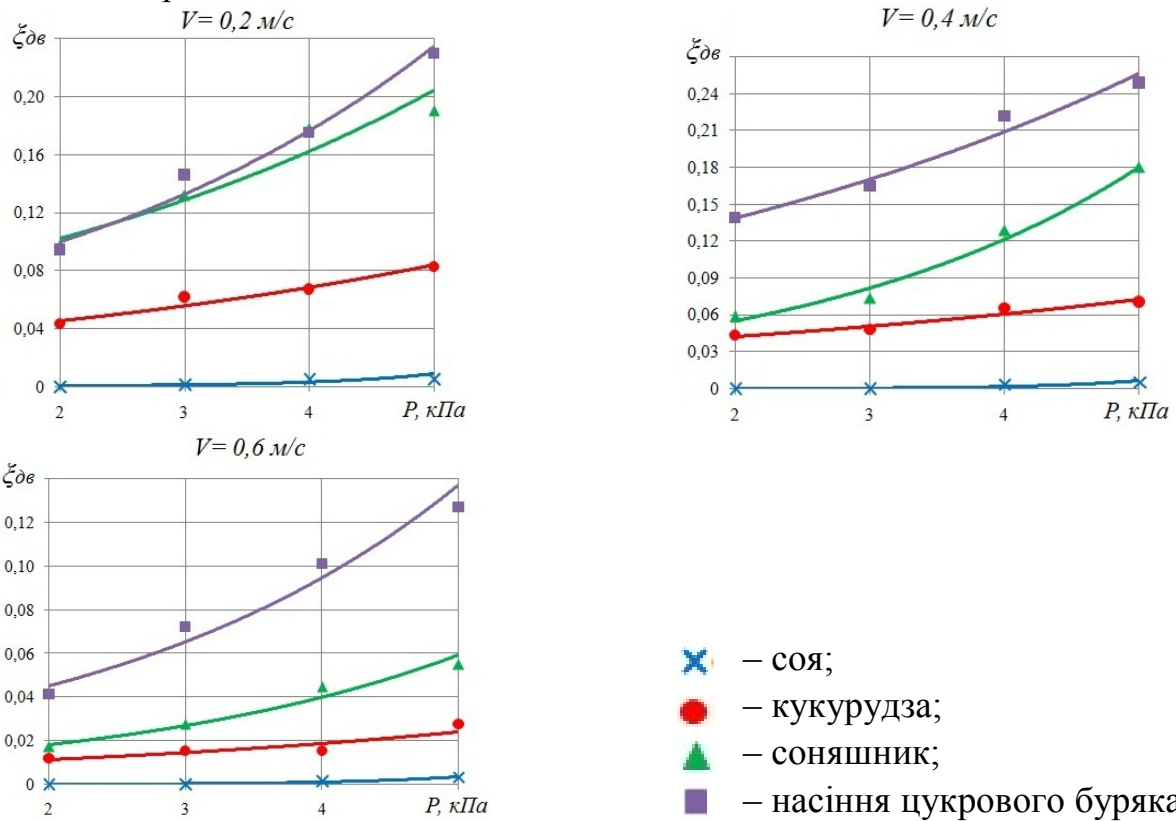 V= 0,2 м/с
ξдв
0,20
0,16
0,12
0,08
0,04
0
2
3
4
P, кПа
V= 0,4 м/с
ξдв
0,24
0,21
0,18
0,15
0,12
0,09
0,06
0,03
0
2
3
4
P, кПа
V= 0,6 м/с
ξдв
0,12
0,10
0,08
0,06
0,04
0,02
0
2
3
4
P, кПа
– соя;
– кукурудза;
– соняшник;
– насіння цукрового буряка